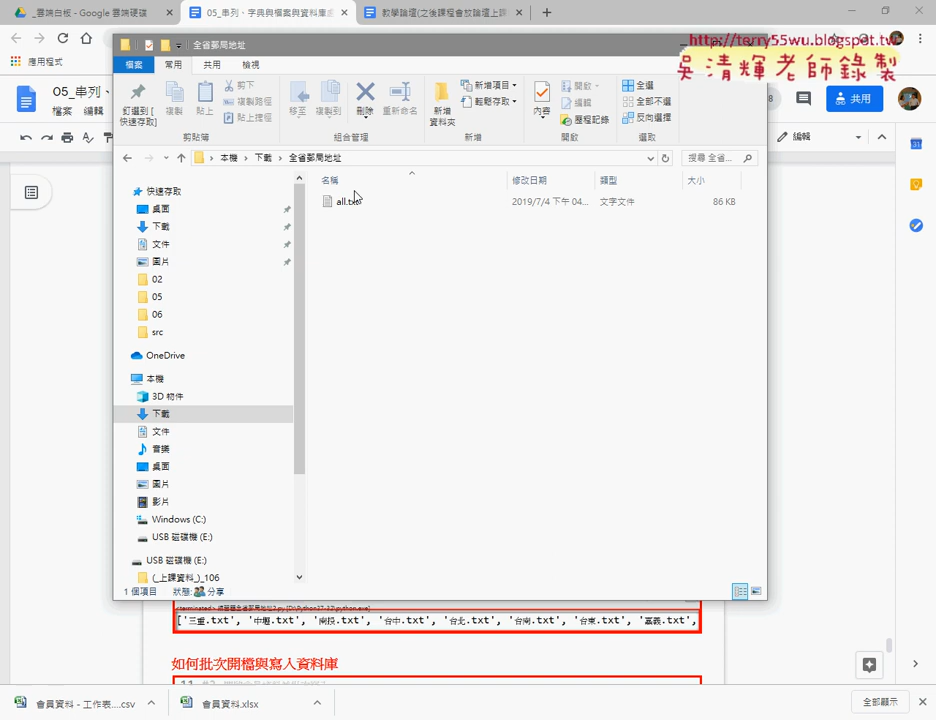 _雲端白板 - Google 雲端硬碟
05_串列、字典與檔案與資料庫處
教學論壇(之後課程會放論壇上課
應用程式
http://terry55wu.blogspot.tw
吳清輝老師錄製
05_串列、
檔案 編輯
共用
編輯
全省郵局地址
檔案 常用 共用 檢視
釘選到 [快速存取]
複製
貼上
剪下
複製路徑
貼上捷徑
剪貼簿
移至
複製到
刪除
重新命名
組合管理
新增資料夾
新增項目
輕鬆存取
新增
內容
開啟
編輯
歷程記錄
開啟
全選
全部不選
反向選擇
選取
本機 › 下載 › 全省郵局地址
搜尋 全省...
名稱 修改日期 類型 大小
all.txt 2019/7/4 下午 04... 文字文件 86 KB
快速存取
桌面
下載
文件
圖片
02
05
06
src
OneDrive
本機
3D 物件
下載
文件
音樂
桌面
圖片
影片
Windows (C:)
USB 磁碟機 (E:)
USB 磁碟機 (E:)
(_上課資料_)_106
1 個項目 狀態: 分享
['三重.txt', '中壢.txt', '南投.txt', '台中.txt', '台北.txt', '台南.txt', '台東.txt', '嘉義.txt',
如何批次開檔與寫入資料庫
會員資料 - 工作表....csv
會員資料.xlsx
全部顯示